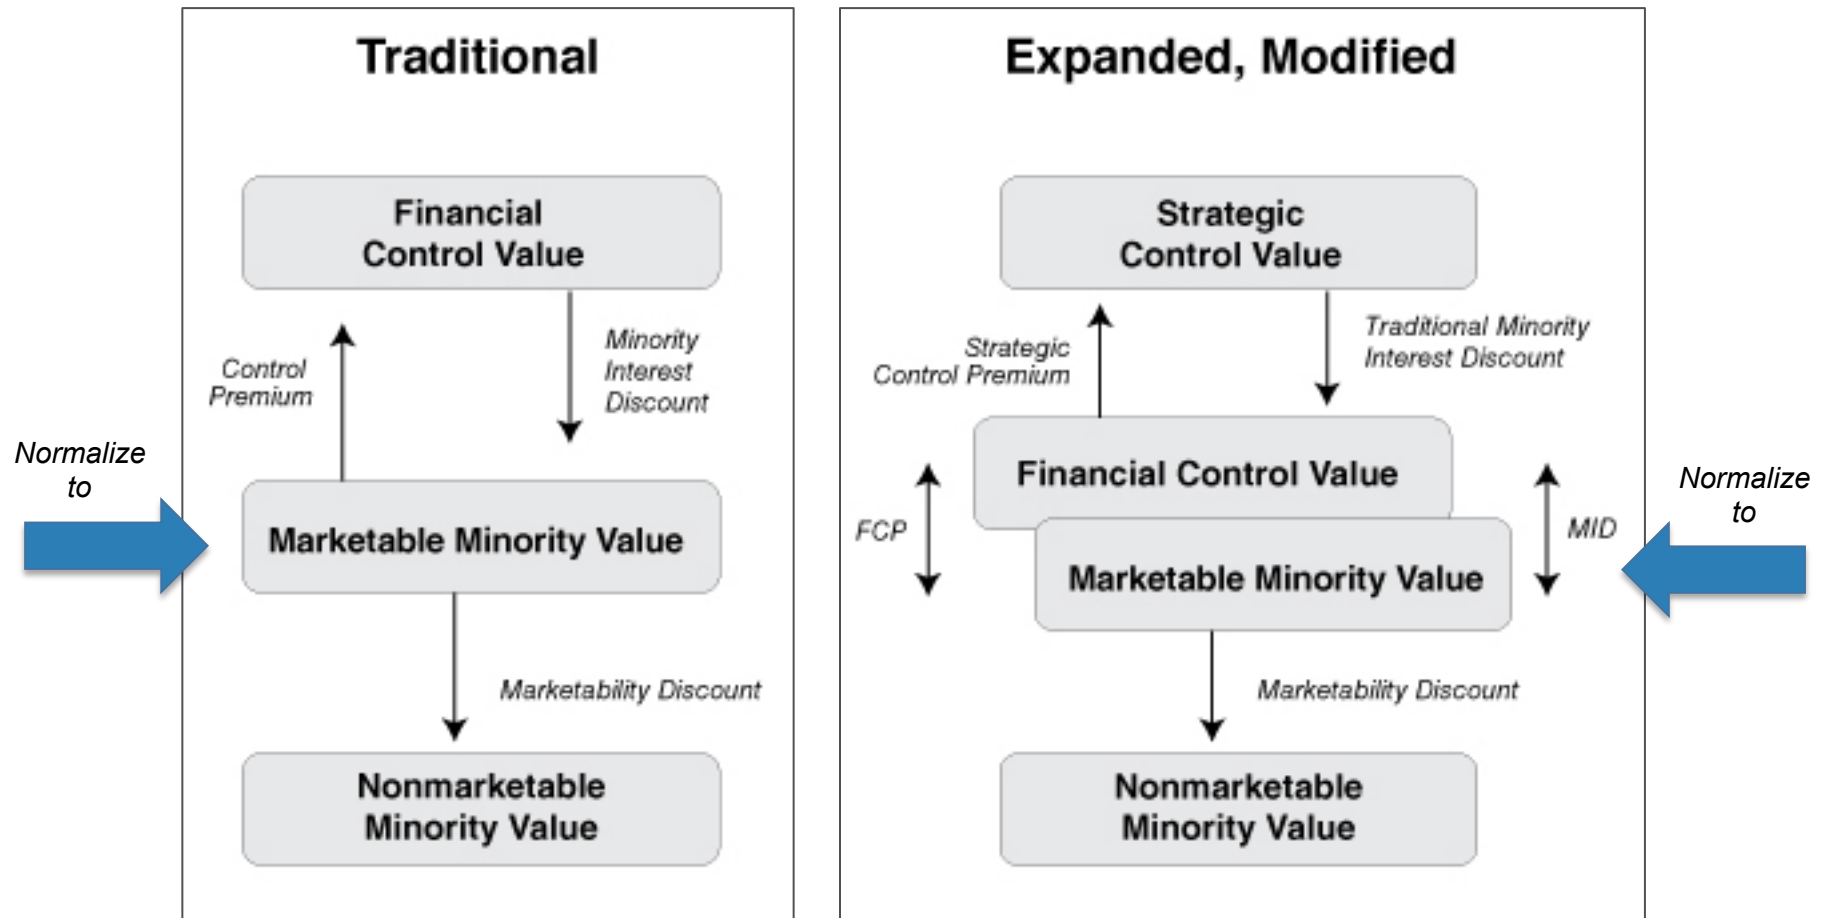 Traditional
Financial
Control Value
Control
Premium
Minority
Interest
Discount
Normalize
to
Marketable Minority Value
Marketability Discount
Nonmarketable
Minority Value
Expanded, Modified
Strategic
Control Value
Strategic
Control Premium
Traditional Minority
Interest Discount
Financial Control Value
FCP
MID
Normalize
to
Marketable Minority Value
Marketability Discount
Nonmarketable
Minority Value